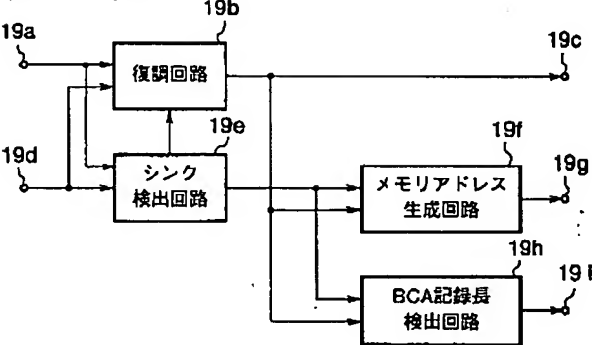 19a
19b
19c
復調回路
19d
19e
シンク
検出回路
19f
19g
メモリアドレス
生成回路
19h
BCA記録長
検出回路
19